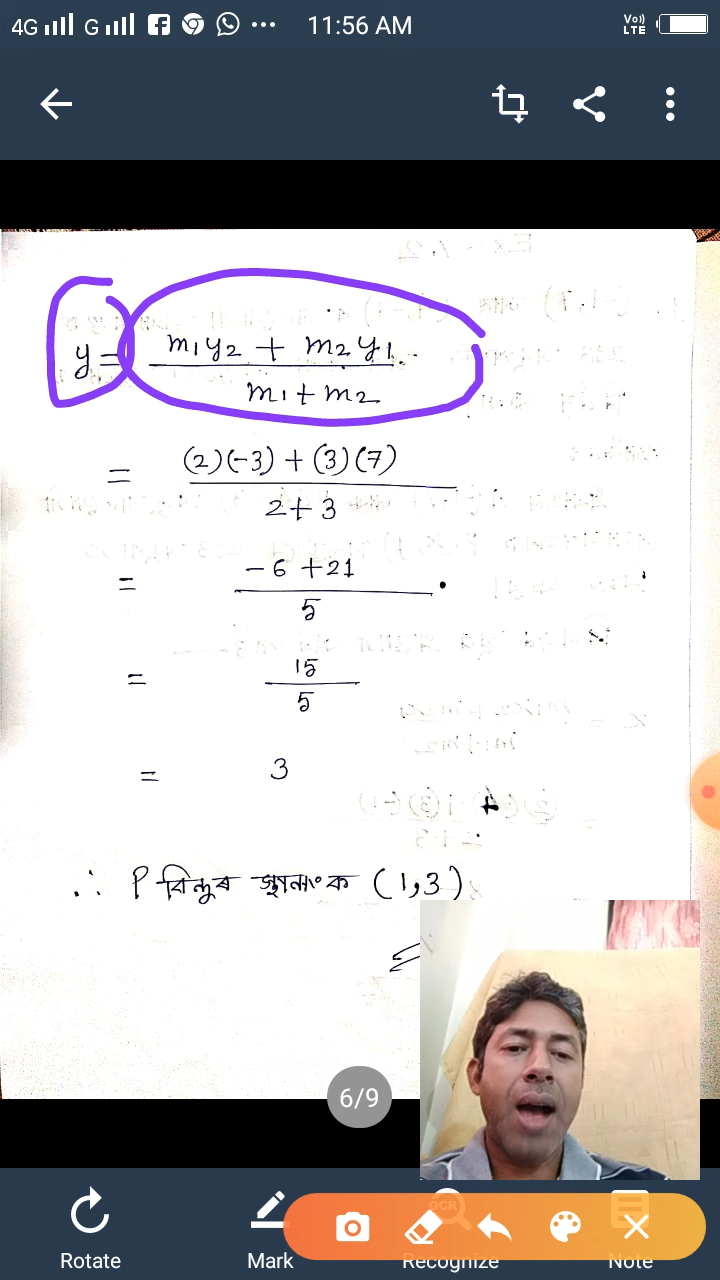 4G G 11:56 AM Vo)) LTE
y = m1y2 + m2y1 / m1 + m2
= (2)(-3) + (3)(7) / 2+3
= -6 +21 / 5
= 15 / 5
= 3
∴ P বিন্দুৰ স্থানাংক (1,3)
6/9
OCR
Rotate Mark Recognize Note